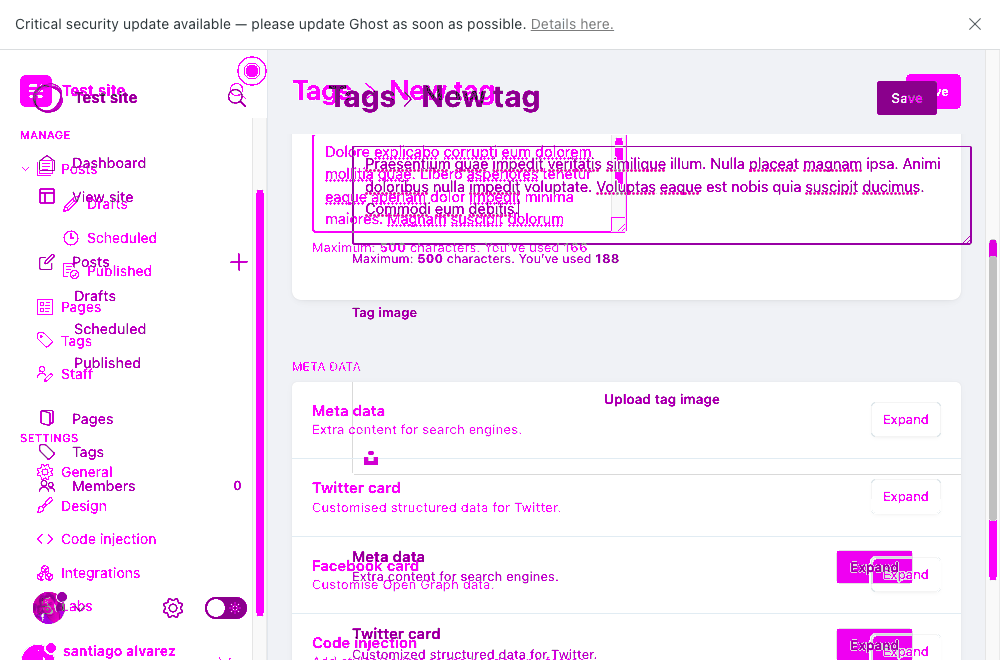 Critical security update available — please update Ghost as soon as possible. Details here.
Test site
Test site
Tags > New tag
Tags > New tag
Save
MANAGE
Dashboard
Posts
View site
Drafts
Scheduled
Posts
Published
Drafts
Pages
Scheduled
Tags
Published
Staff
Pages
SETTINGS
Tags
General
Members 0
Design
Code injection
Integrations
Labs
santiago alvarez
Dolore explicabo corrupti eum dolorem
mollitia quae. Libero asperiores tenetur
eaque aperiam dolor impedit minima
maiores. Magnam suscipit dolorum
Praesentium quae impedit veritatis similique illum. Nulla placeat magnam ipsa. Animi
doloribus nulla impedit voluptate. Voluptas eaque est nobis quia suscipit ducimus.
Commodi eum debitis!
Maximum: 500 characters. You've used 166
Maximum: 500 characters. You've used 188
Tag image
META DATA
Upload tag image
Meta data
Extra content for search engines.
Expand
Twitter card
Customised structured data for Twitter.
Expand
Meta data
Extra content for search engines.
Expand
Facebook card
Customise Open Graph data.
Expand
Twitter card
Customized structured data for Twitter.
Expand
Code injection
Expand